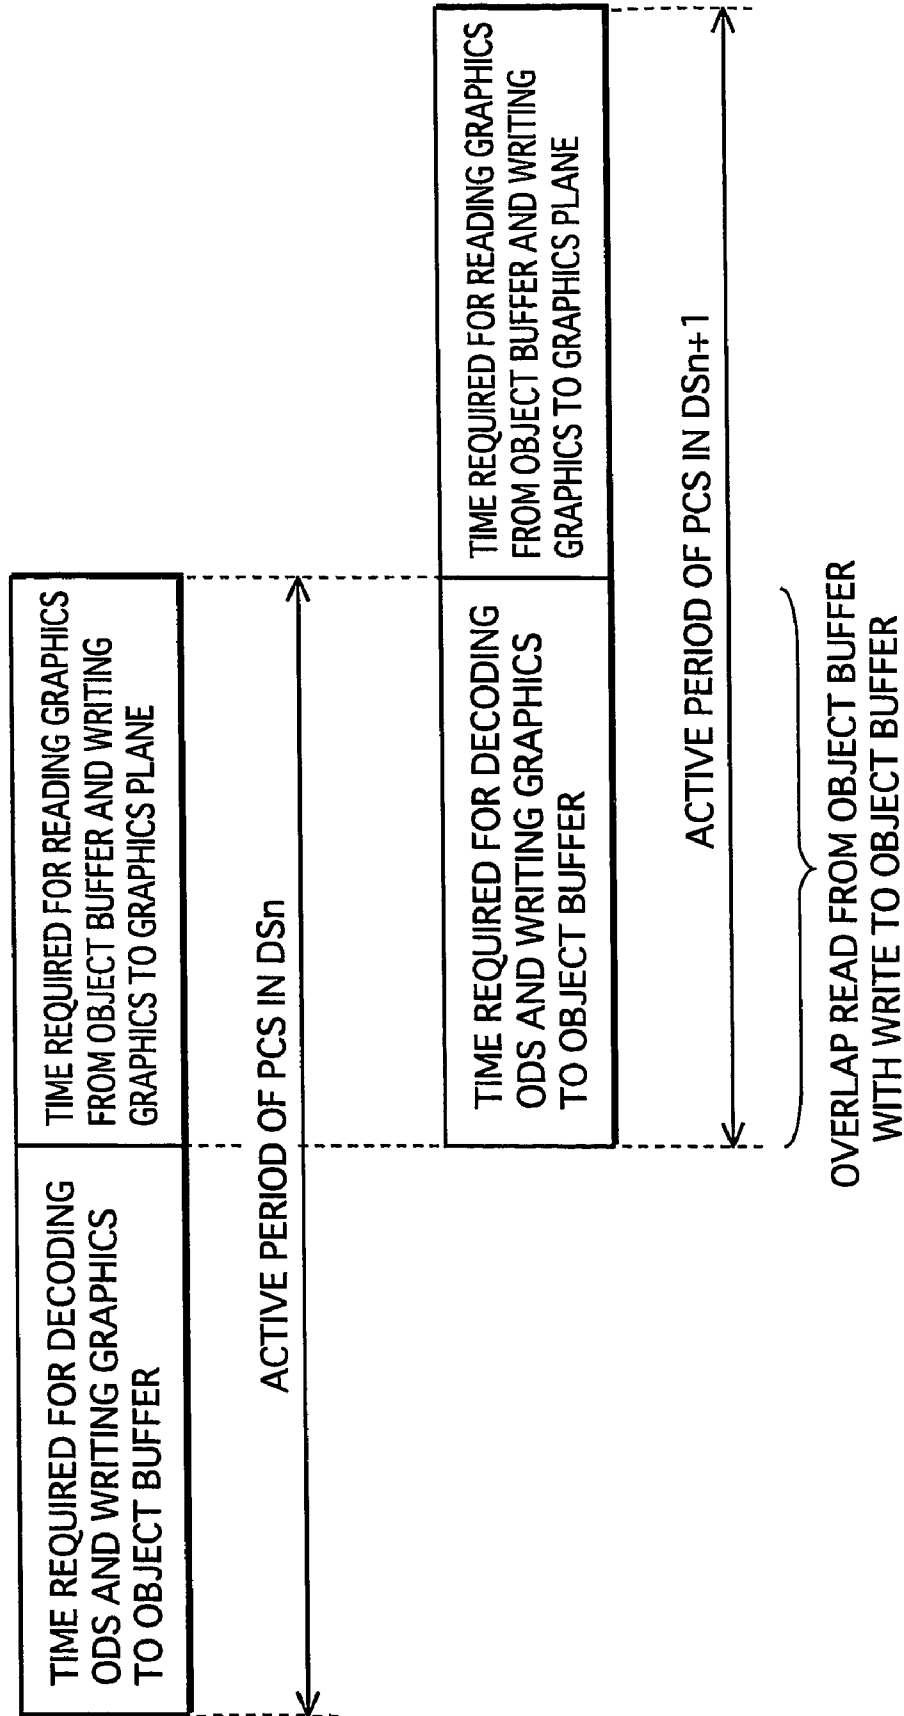 TIME REQUIRED FOR DECODING
ODS AND WRITING GRAPHICS
TO OBJECT BUFFER
TIME REQUIRED FOR READING GRAPHICS
FROM OBJECT BUFFER AND WRITING
GRAPHICS TO GRAPHICS PLANE
ACTIVE PERIOD OF PCS IN DSn
TIME REQUIRED FOR DECODING
ODS AND WRITING GRAPHICS
TO OBJECT BUFFER
TIME REQUIRED FOR READING GRAPHICS
FROM OBJECT BUFFER AND WRITING
GRAPHICS TO GRAPHICS PLANE
ACTIVE PERIOD OF PCS IN DSn+1
OVERLAP READ FROM OBJECT BUFFER
WITH WRITE TO OBJECT BUFFER